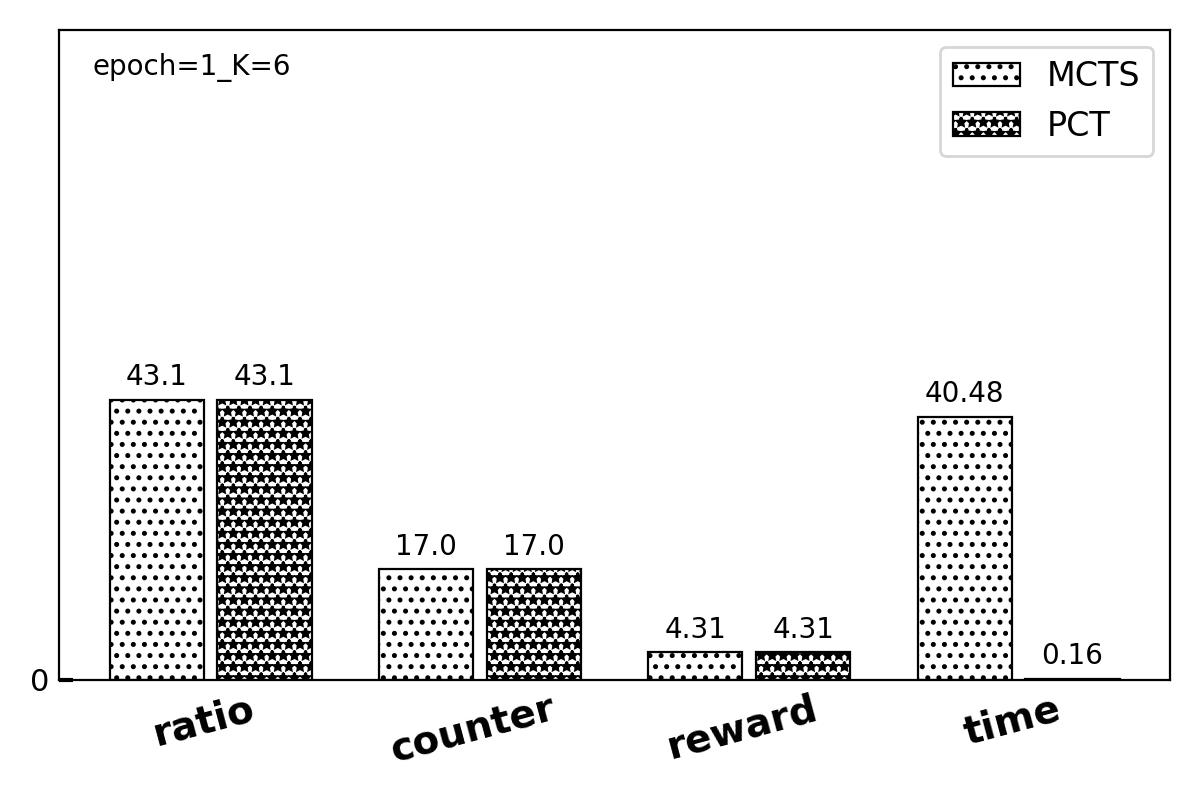 epoch=1_K=6
MCTS
PCT
43.1 43.1
17.0 17.0
4.31 4.31
40.48
0.16
0
ratio counter reward time